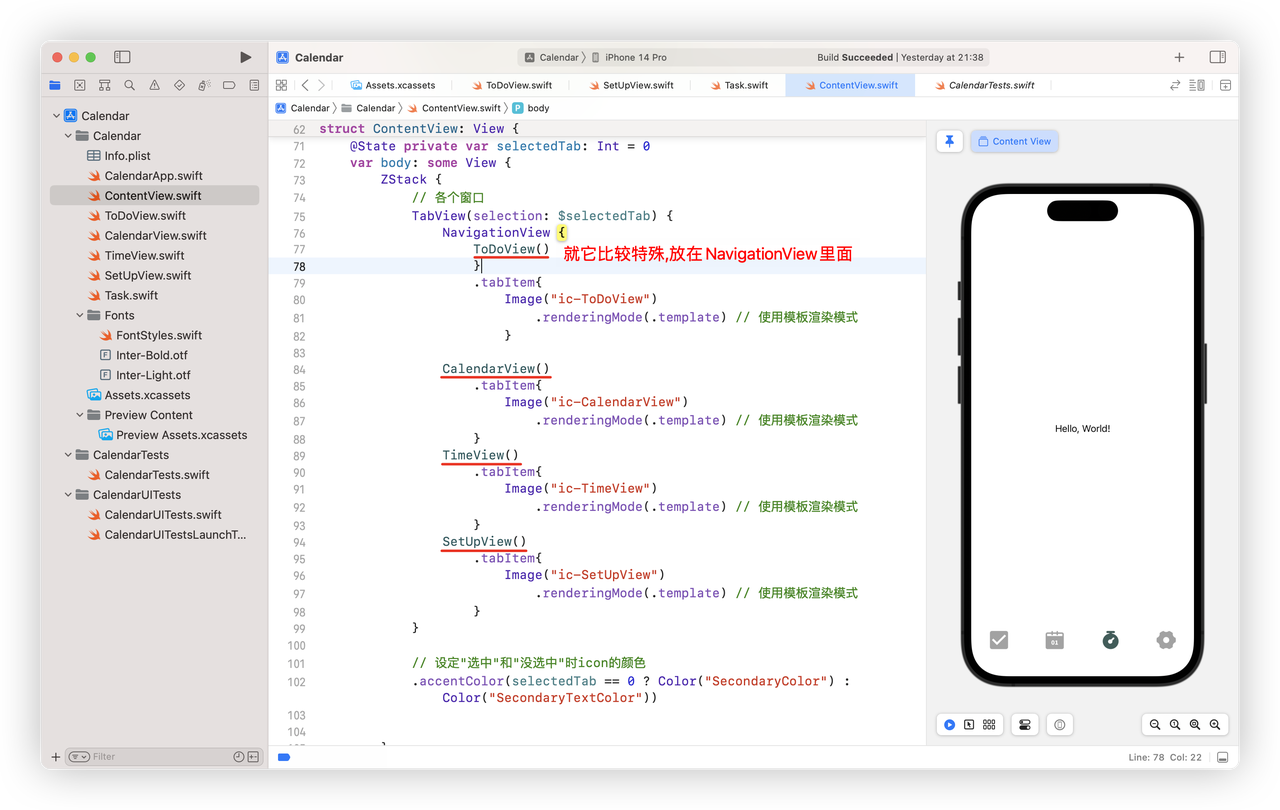 Calendar
Calendar 〉 iPhone 14 Pro
Build Succeeded | Yesterday at 21:38
Assets.xcassets
ToDoView.swift
SetUpView.swift
Task.swift
ContentView.swift
CalendarTests.swift
Calendar 〉 Calendar 〉 ContentView.swift 〉 P body
Calendar
Calendar
Info.plist
CalendarApp.swift
ContentView.swift
ToDoView.swift
CalendarView.swift
TimeView.swift
SetUpView.swift
Task.swift
Fonts
FontStyles.swift
F Inter-Bold.otf
F Inter-Light.otf
Assets.xcassets
Preview Content
Preview Assets.xcassets
CalendarTests
CalendarTests.swift
CalendarUITests
CalendarUITests.swift
CalendarUITestsLaunchT...
Filter
62 struct ContentView: View {
71 @State private var selectedTab: Int = 0
72 var body: some View {
73 ZStack {
74 // 各个窗口
75 TabView(selection: $selectedTab) {
76 NavigationView {
77 ToDoView() 就它比较特殊,放在 NavigationView 里面
78 }
79 .tabItem{
80 Image("ic-ToDoView")
81 .renderingMode(.template) // 使用模板渲染模式
82 }
83
84 CalendarView()
85 .tabItem{
86 Image("ic-CalendarView")
87 .renderingMode(.template) // 使用模板渲染模式
88 }
89 TimeView()
90 .tabItem{
91 Image("ic-TimeView")
92 .renderingMode(.template) // 使用模板渲染模式
93 }
94 SetUpView()
95 .tabItem{
96 Image("ic-SetUpView")
97 .renderingMode(.template) // 使用模板渲染模式
98 }
99 }
100
101 // 设定"选中"和"没选中"时icon的颜色
102 .accentColor(selectedTab == 0 ? Color("SecondaryColor") :
Color("SecondaryTextColor"))
103
104
Content View
Hello, World!
01
Line: 78 Col: 22